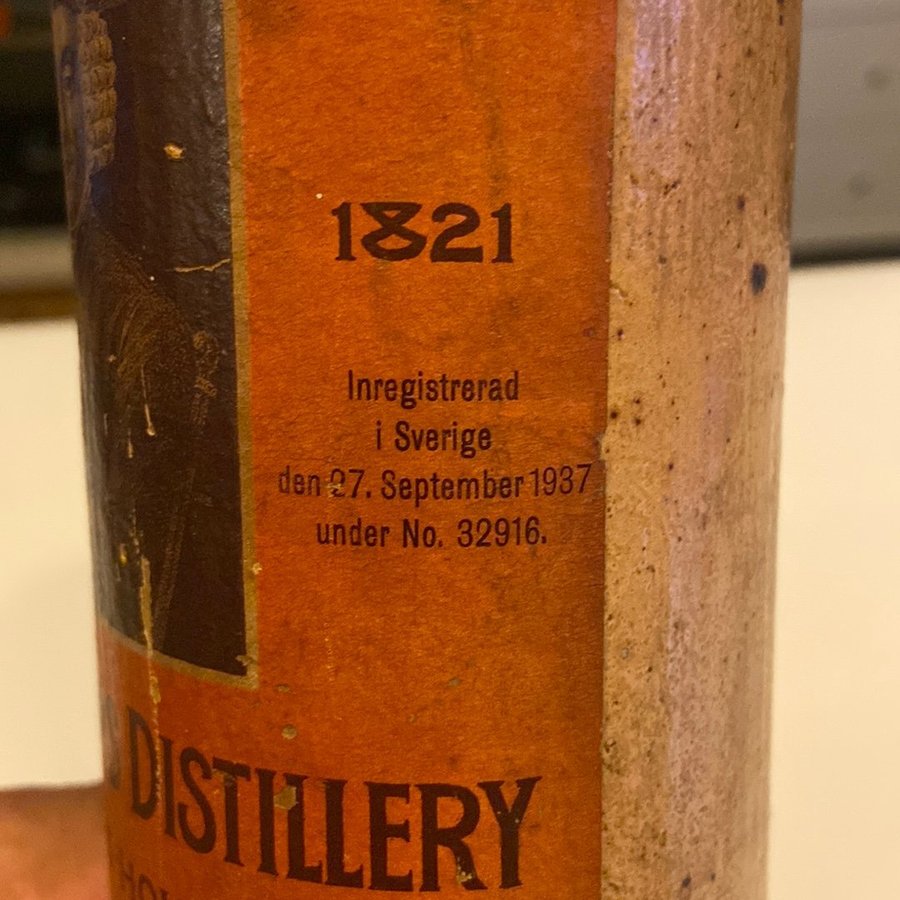 1821
Inregistrerad
i Sverige
den 27. September 1937
under No. 32916.
DISTILLERY